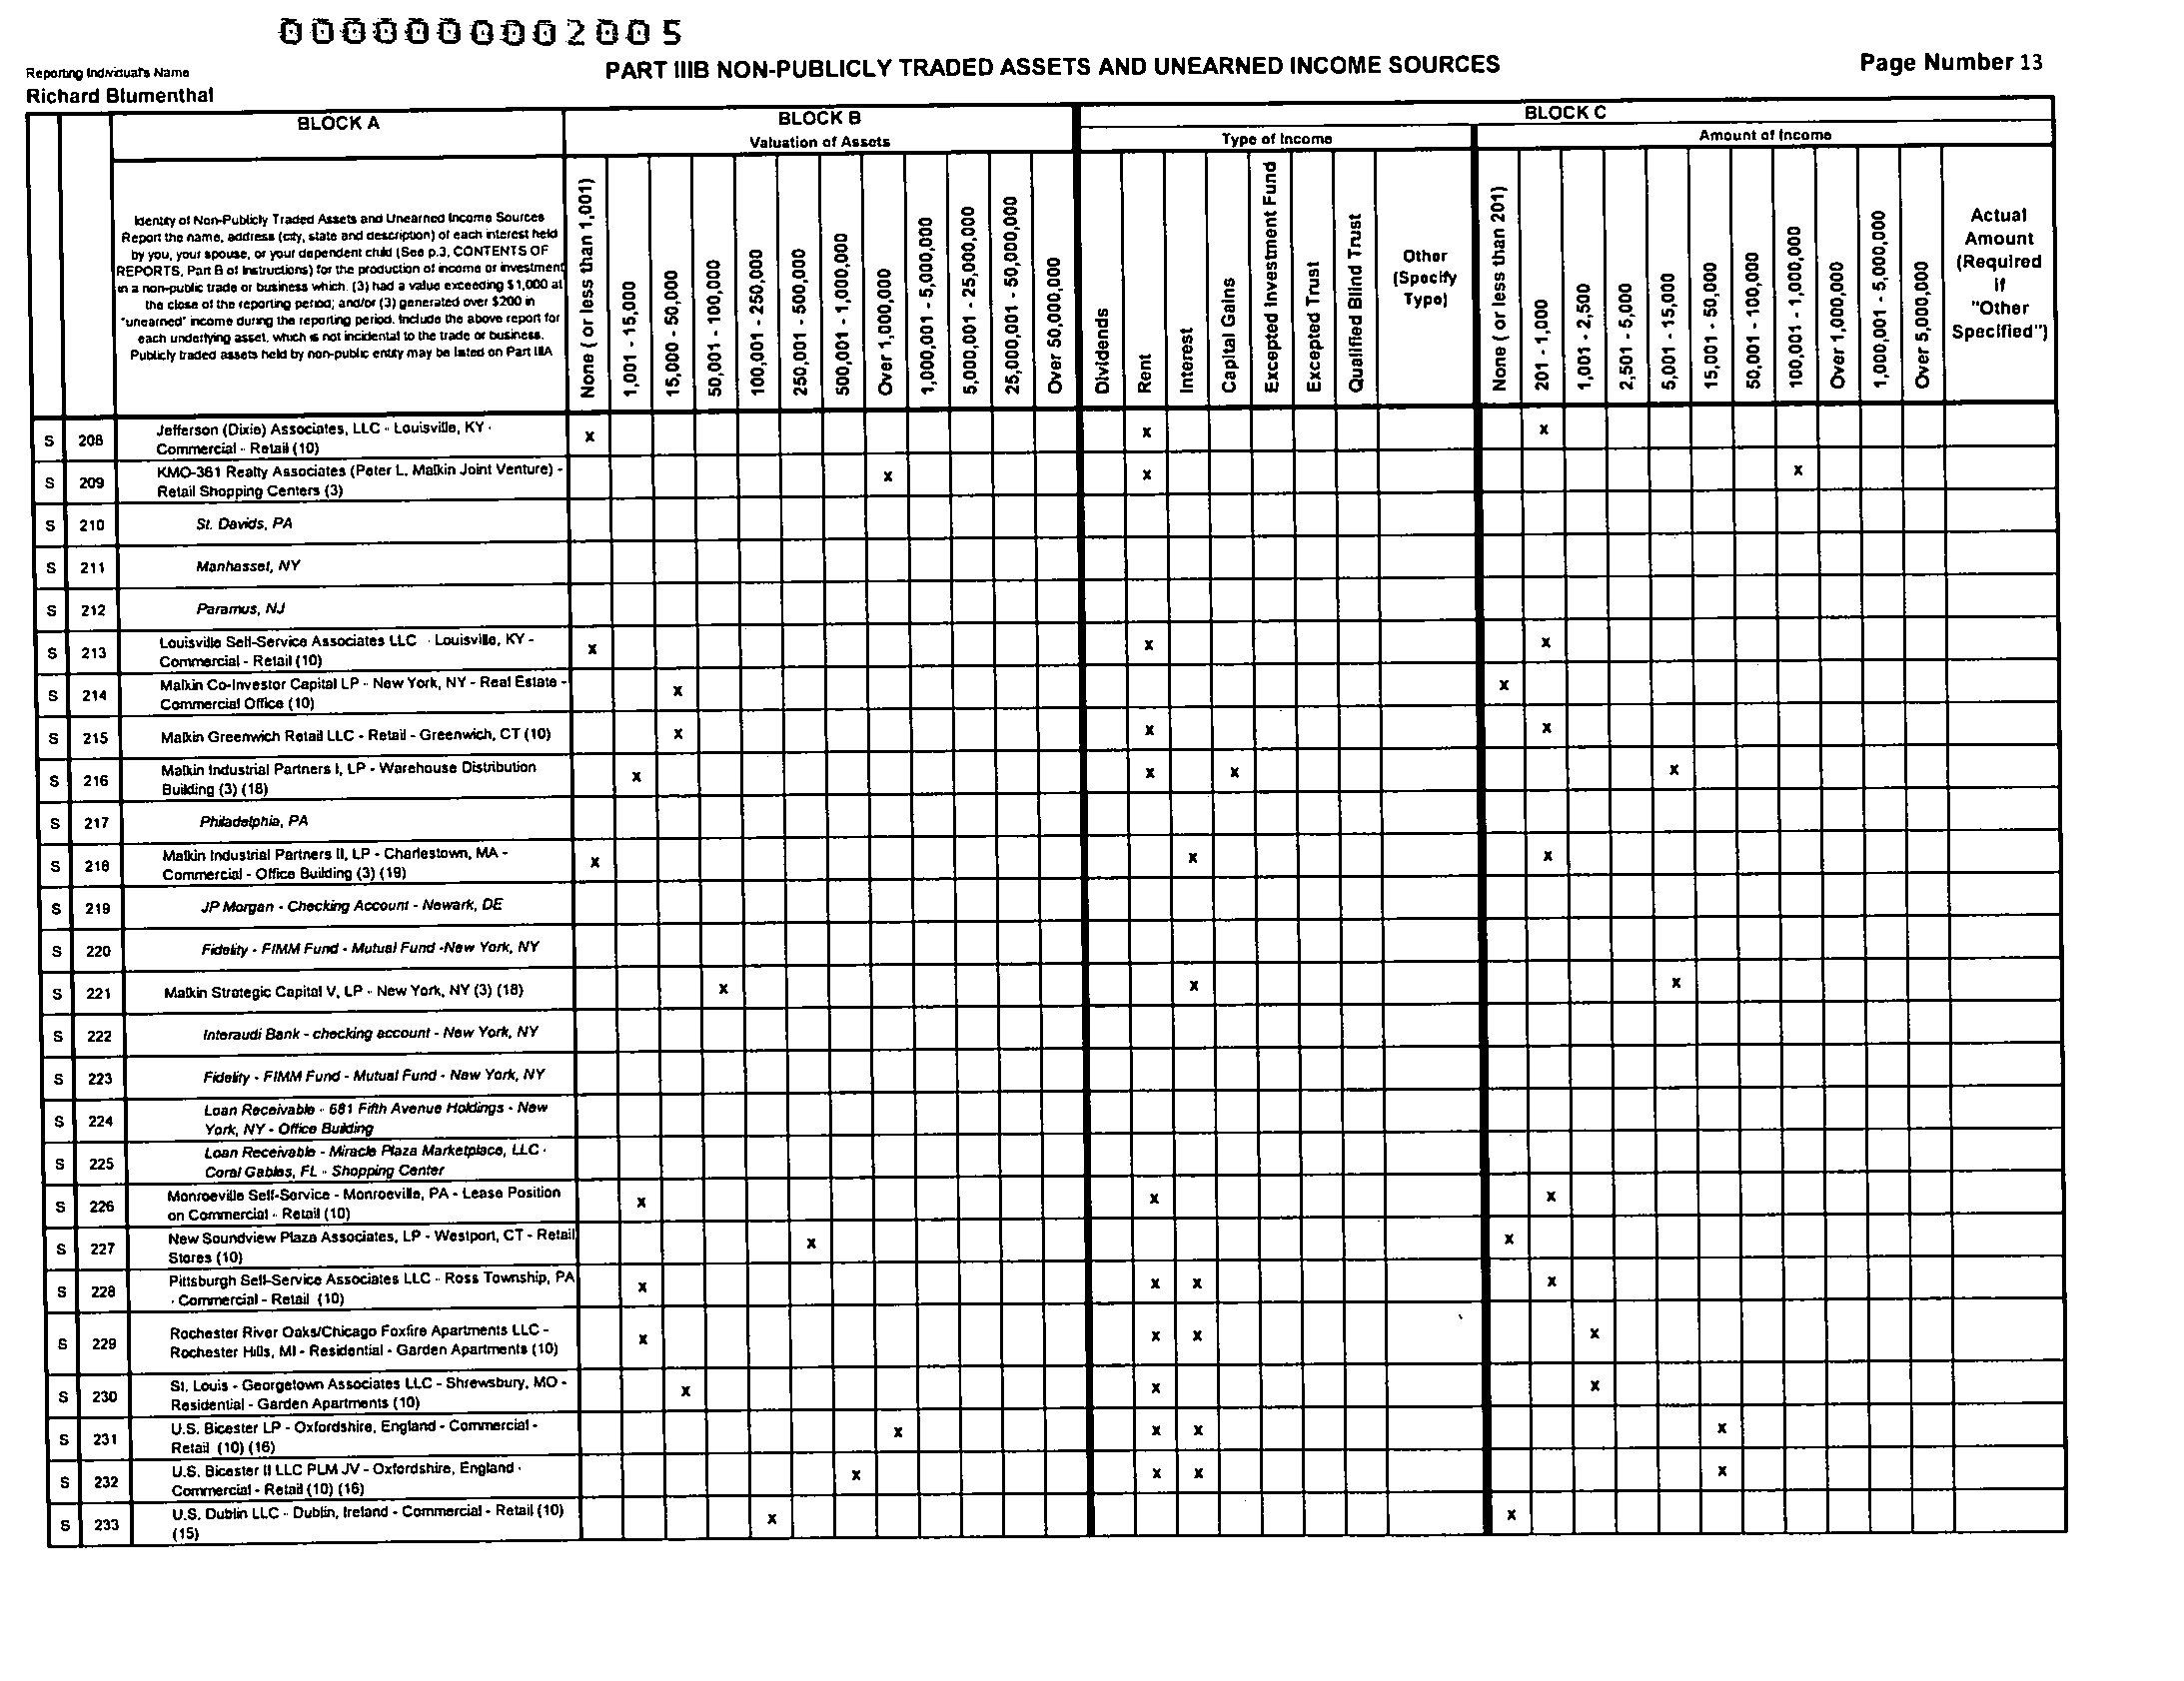 000000002005
Reporting Individual's Name
PART IIIB NON-PUBLICLY TRADED ASSETS AND UNEARNED INCOME SOURCES
Page Number 13
Richard Blumenthal
BLOCK A
BLOCK B
BLOCK C
Valuation of Assets
Type of Income
Amount of Income
Identity of Non-Publicly Traded Assets and Unearned Income Sources
Report the name, address (city, state and description) of each interest held
by you, your spouse, or your dependent child (See p.3, CONTENTS OF
REPORTS, Part B of Instructions) for the production of income or investment
in a non-public trade or business which. (3) had a value exceeding $1,000 at
the close of the reporting period; and/or (3) generated over $200 in
"unearned" income during the reporting period. Include the above report for
each underlying asset, which is not incidental to the trade or business.
Publicly traded assets held by non-public entity may be listed on Part IIIA
None ( or less than 1,001)
1,001 - 15,000
15,000 - 50,000
50,001 - 100,000
100,001 - 250,000
250,001 - 500,000
500,001 - 1,000,000
Over 1,000,000
1,000,001 - 5,000,000
5,000,001 - 25,000,000
25,000,001 - 50,000,000
Over 50,000,000
Dividends
Rent
Interest
Capital Gains
Excepted Investment Fund
Excepted Trust
Qualified Blind Trust
Other
(Specify
Type)
None ( or less than 201)
201 - 1,000
1,001 - 2,500
2,501 - 5,000
5,001 - 15,000
15,001 - 50,000
50,001 - 100,000
100,001 - 1,000,000
Over 1,000,000
1,000,001 - 5,000,000
Over 5,000,000
Actual
Amount
(Required
if
"Other
Specified")
S 208 Jefferson (Dixie) Associates, LLC - Louisville, KY - x x x
Commercial - Retail (10)
S 209 KMO-361 Realty Associates (Peter L. Malkin Joint Venture) - x x x
Retail Shopping Centers (3)
S 210 St. Davids, PA
S 211 Manhasset, NY
S 212 Paramus, NJ
S 213 Louisville Self-Service Associates LLC - Louisville, KY - x x x
Commercial - Retail (10)
S 214 Malkin Co-Investor Capital LP - New York, NY - Real Estate - x x
Commercial Office (10)
S 215 Malkin Greenwich Retail LLC - Retail - Greenwich, CT (10) x x x
S 216 Malkin Industrial Partners I, LP - Warehouse Distribution x x x x
Building (3) (18)
S 217 Philadelphia, PA
S 218 Malkin Industrial Partners II, LP - Charlestown, MA - x x x
Commercial - Office Building (3) (19)
S 219 JP Morgan - Checking Account - Newark, DE
S 220 Fidelity - FIMM Fund - Mutual Fund -New York, NY
S 221 Malkin Strategic Capital V, LP - New York, NY (3) (18) x x x
S 222 Interaudi Bank - checking account - New York, NY
S 223 Fidelity - FIMM Fund - Mutual Fund - New York, NY
S 224 Loan Receivable - 681 Fifth Avenue Holdings - New
York, NY - Office Building
S 225 Loan Receivable - Miracle Plaza Marketplace, LLC -
Coral Gables, FL - Shopping Center
S 226 Monroeville Self-Service - Monroeville, PA - Lease Position x x x
on Commercial - Retail (10)
S 227 New Soundview Plaza Associates, LP - Westport, CT - Retail x x
Stores (10)
S 228 Pittsburgh Self-Service Associates LLC - Ross Township, PA x x x x
- Commercial - Retail (10)
S 229 Rochester River Oaks/Chicago Foxfire Apartments LLC - x x x x
Rochester Hills, MI - Residential - Garden Apartments (10)
S 230 St. Louis - Georgetown Associates LLC - Shrewsbury, MO - x x x
Residential - Garden Apartments (10)
S 231 U.S. Bicester LP - Oxfordshire, England - Commercial - x x x x
Retail (10) (16)
S 232 U.S. Bicester II LLC PLM JV - Oxfordshire, England - x x x x
Commercial - Retail (10) (16)
S 233 U.S. Dublin LLC - Dublin, Ireland - Commercial - Retail (10) x x
(15)